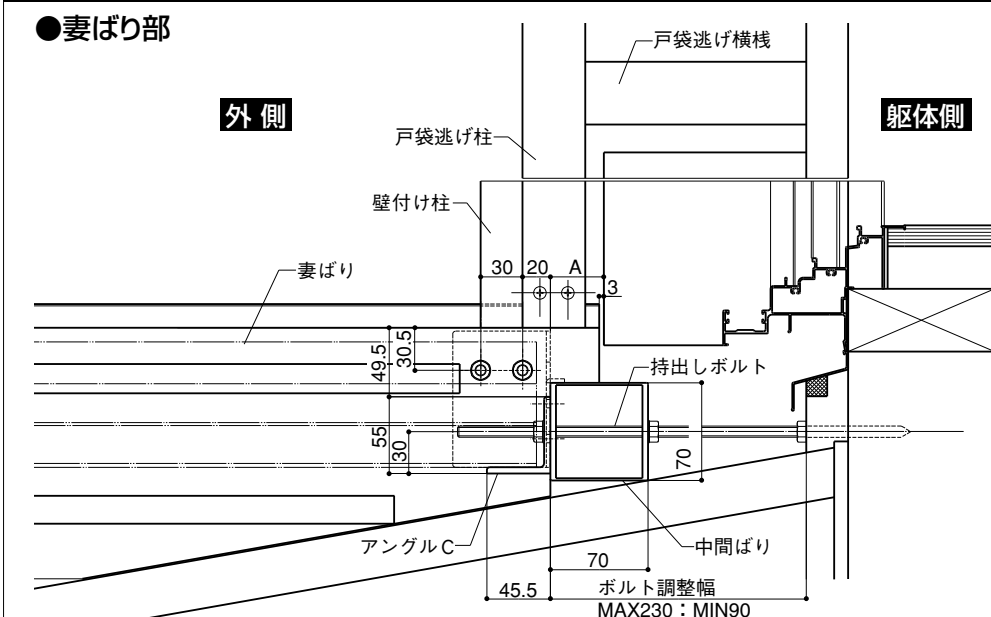 ●妻ばり部
戸袋逃げ横桟
外 側
躯体側
戸袋逃げ柱
壁付け柱
妻ばり
30
20
A
3
49.5
30.5
持出しボルト
55
30
70
アングルC
中間ばり
70
45.5
ボルト調整幅
MAX230：MIN90